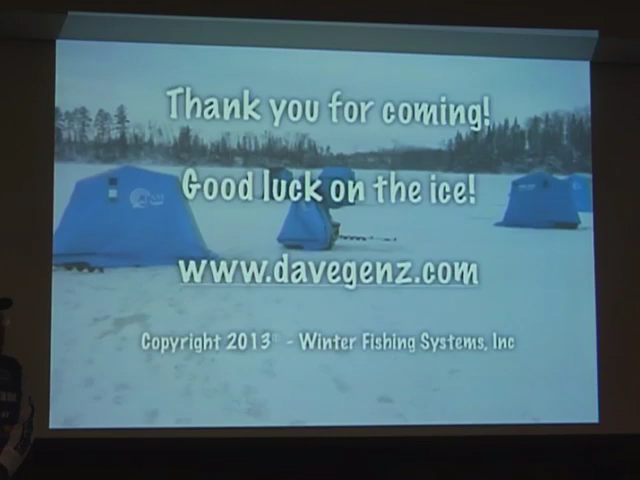 Thank you for coming!
Good luck on the ice!
www.davegenz.com
Copyright 2013© - Winter Fishing Systems, Inc